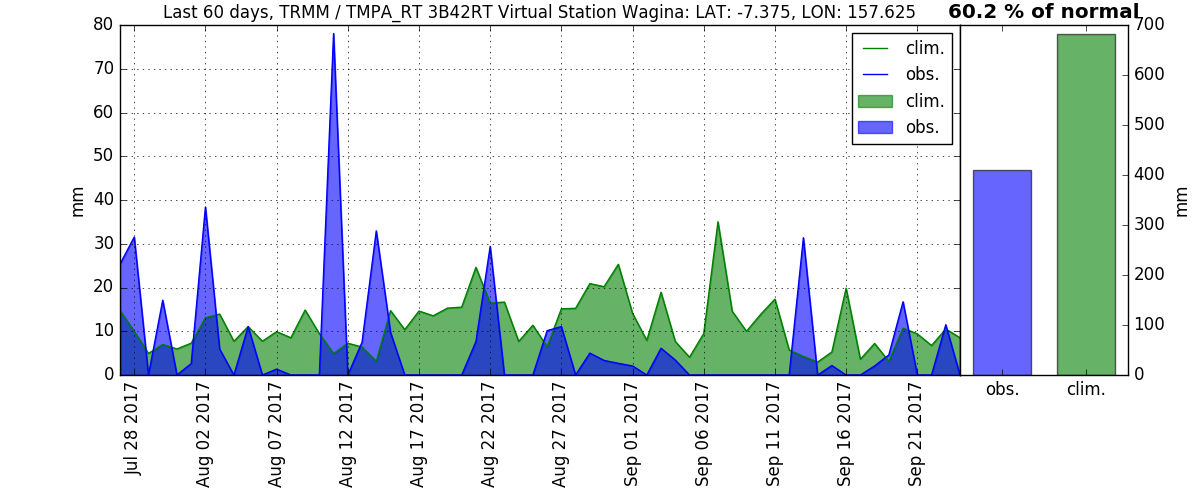 Last 60 days, TRMM / TMPA_RT 3B42RT Virtual Station Wagina: LAT: -7.375, LON: 157.625
60.2 % of normal
80
70
60
50
40
30
20
10
0
mm
clim.
obs.
clim.
obs.
Jul 28 2017
Aug 02 2017
Aug 07 2017
Aug 12 2017
Aug 17 2017
Aug 22 2017
Aug 27 2017
Sep 01 2017
Sep 06 2017
Sep 11 2017
Sep 16 2017
Sep 21 2017
700
600
500
400
300
200
100
0
mm
obs.
clim.